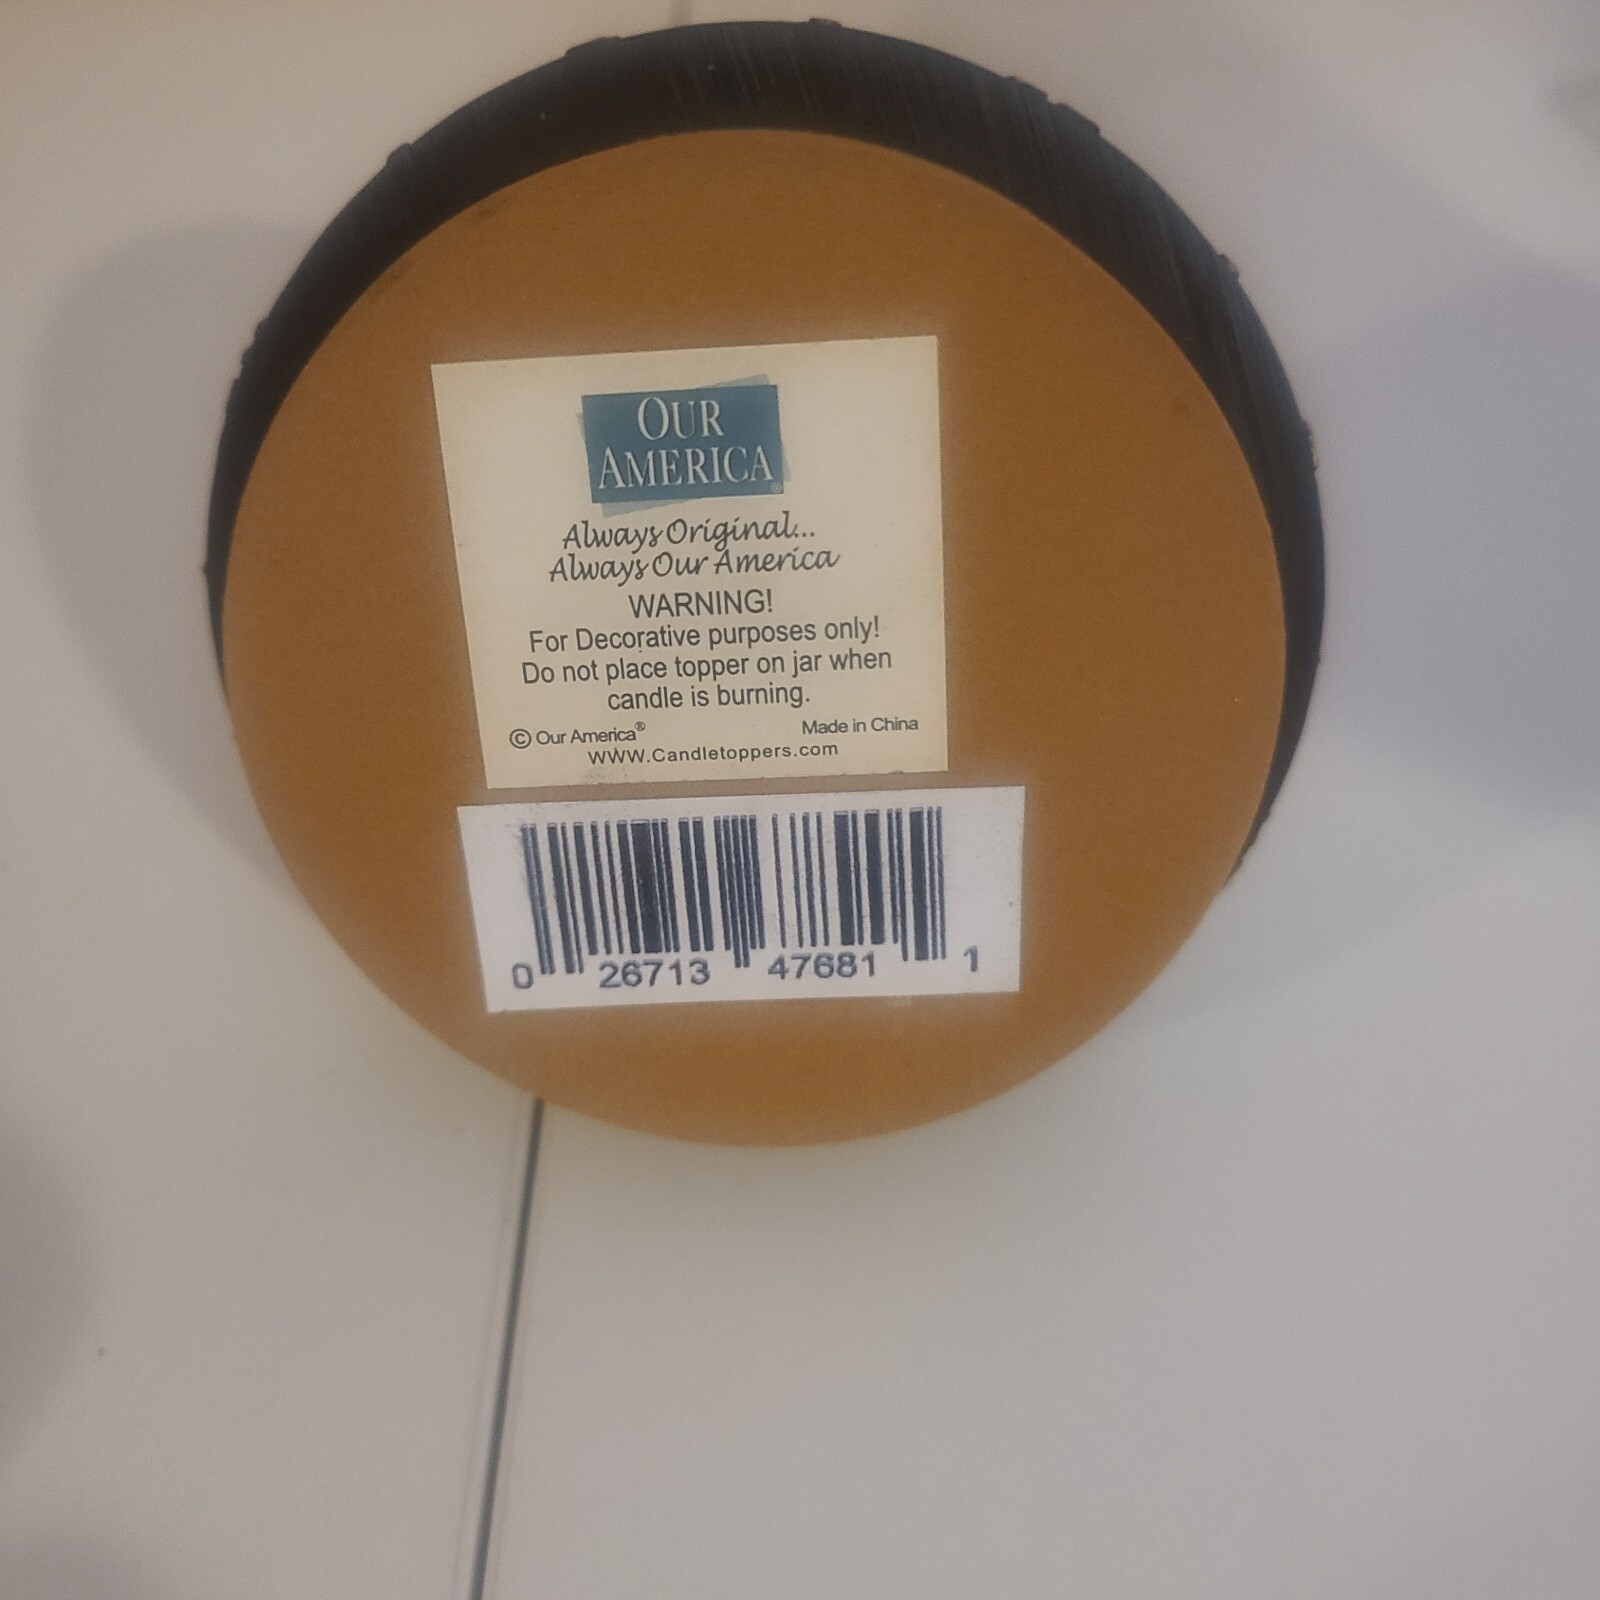 OUR
AMERICA®
Always Original...
Always Our America
WARNING!
For Decorative purposes only!
Do not place topper on jar when
candle is burning.
© Our America® Made in China
WWW.Candletoppers.com
0 26713 47681 1